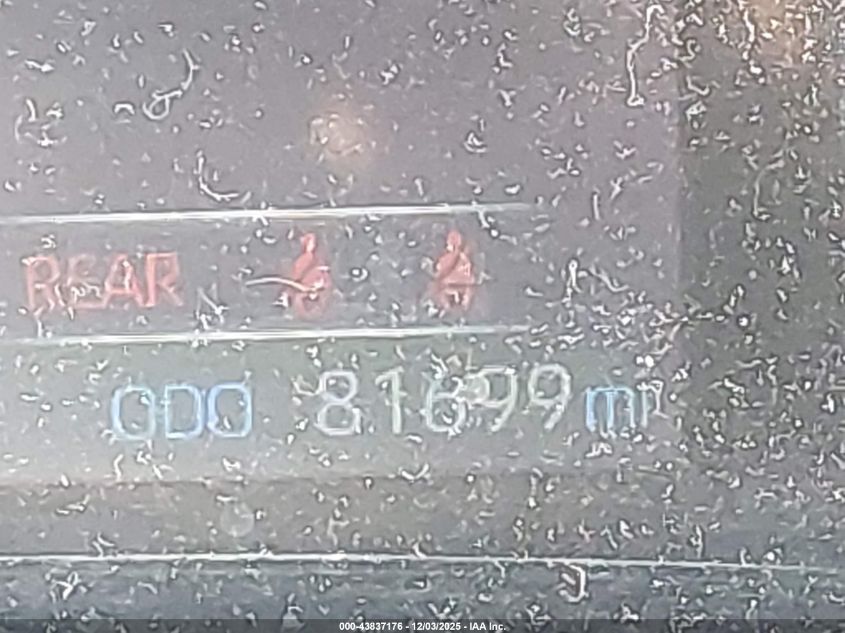 REAR
ODO 81699 mi
000-43837176 - 12/03/2025 - IAA Inc.